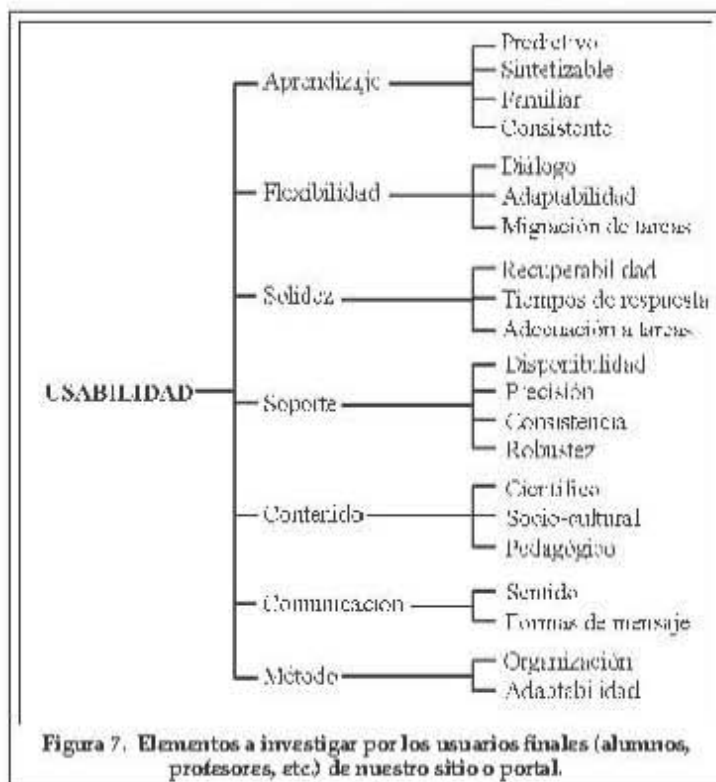 Predictivo
Sintetizable
Aprendizaje
Familiar
Consistente
Diálogo
Flexibilidad
Adaptabilidad
Migración de tareas
Recuperabilidad
Solidez
Tiempos de respuesta
Adecuación a tareas
Disponibilidad
USABILIDAD
Precisión
Soporte
Consistencia
Robustez
Científico
Contenido
Socio-cultural
Pedagógico
Sentido
Comunicación
Formas de mensaje
Organización
Método
Adaptabilidad
Figura 7. Elementos a investigar por los usuarios finales (alumnos,
profesores, etc.) de nuestro sitio o portal.